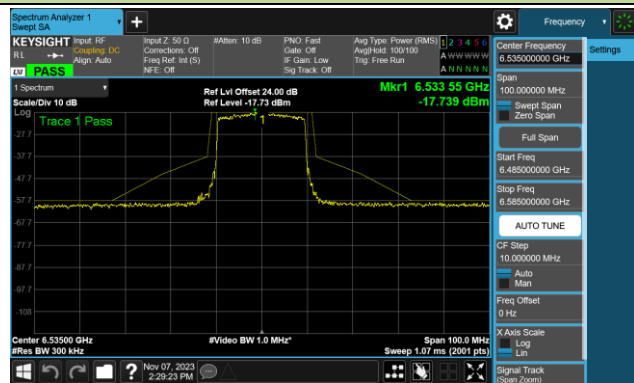 Spectrum Analyzer 1
Swept SA
Frequency
KEYSIGHT
Input: RF
Coupling: DC
Align: Auto
Input Z: 50 Ω
Corrections: Off
Freq Ref: Int (S)
NFE: Off
#Atten: 10 dB
PNO: Fast
Gate: Off
IF Gain: Low
Sig Track: Off
Avg Type: Power (RMS)
Avg|Hold: 100/100
Trig: Free Run
1 2 3 4 5 6
A W W W W W
A N N N N N
RL
LXI PASS
1 Spectrum
Scale/Div 10 dB
Ref Lvl Offset 24.00 dB
Ref Level -17.73 dBm
Mkr1 6.533 55 GHz
-17.739 dBm
Log
Trace 1 Pass
1
-27.7
-37.7
-47.7
-57.7
-67.7
-77.7
-87.7
-97.7
-108
Center 6.53500 GHz
#Res BW 300 kHz
#Video BW 1.0 MHz*
Span 100.0 MHz
Sweep 1.07 ms (2001 pts)
Center Frequency
6.535000000 GHz
Settings
Span
100.000000 MHz
Swept Span
Zero Span
Full Span
Start Freq
6.485000000 GHz
Stop Freq
6.585000000 GHz
AUTO TUNE
CF Step
10.000000 MHz
Auto
Man
Freq Offset
0 Hz
X Axis Scale
Log
Lin
Signal Track
(Span Zoom)
?
Nov 07, 2023
2:29:23 PM